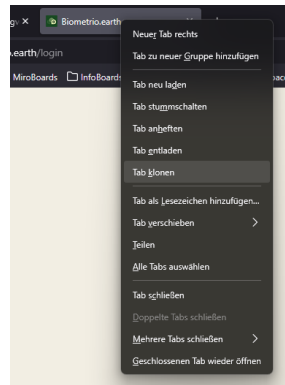 Biometrio.earth
.earth/login
MiroBoards InfoBoards
Neuer Tab rechts
Tab zu neuer Gruppe hinzufügen
Tab neu laden
Tab stummschalten
Tab anheften
Tab entladen
Tab klonen
Tab als Lesezeichen hinzufügen...
Tab verschieben
Teilen
Alle Tabs auswählen
Tab schließen
Doppelte Tabs schließen
Mehrere Tabs schließen
Geschlossenen Tab wieder öffnen